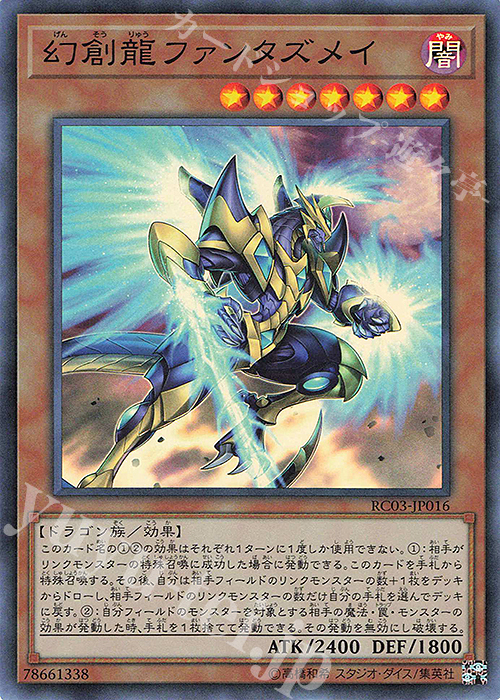 幻創龍ファンタズメイ
げん そう りゅう
闇
やみ
RC03-JP016
【ドラゴン族／効果】
このカード名の①②の効果はそれぞれ1ターンに1度しか使用できない。①：相手が
リンクモンスターの特殊召喚に成功した場合に発動できる。このカードを手札から
特殊召喚する。その後、自分は相手フィールドのリンクモンスターの数＋1枚をデッキ
からドローし、相手フィールドのリンクモンスターの数だけ自分の手札を選んでデッキ
に戻す。②：自分フィールドのモンスターを対象とする相手の魔法・罠・モンスターの
効果が発動した時、手札を1枚捨てて発動できる。その発動を無効にし破壊する。
ATK/2400 DEF/1800
78661338
©高橋和希 スタジオ・ダイス/集英社